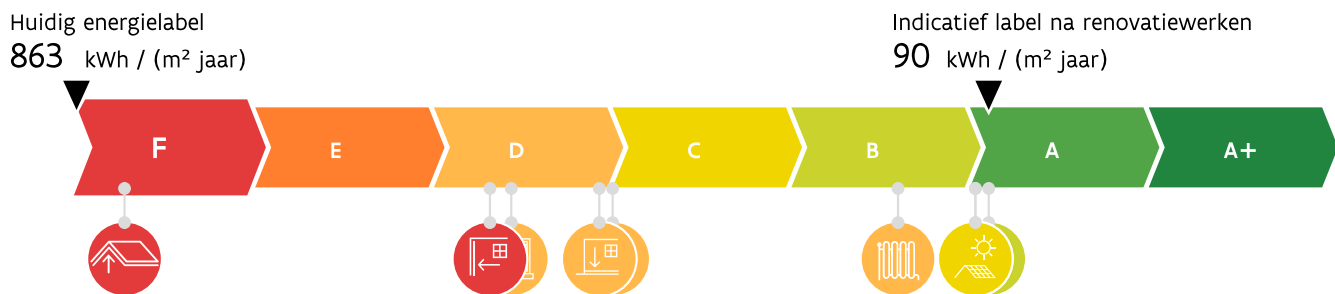 Huidig energielabel
863 kWh / (m² jaar)
Indicatief label na renovatiewerken
90 kWh / (m² jaar)
F E D C B A A+